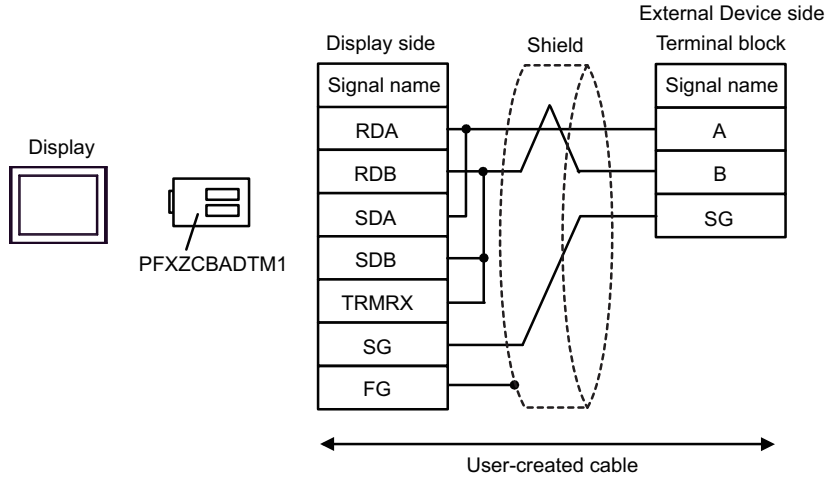 External Device side
Display side
Shield
Terminal block
Signal name
Signal name
RDA
A
Display
RDB
B
SDA
SG
SDB
PFXZCBADTM1
TRMRX
SG
FG
User-created cable